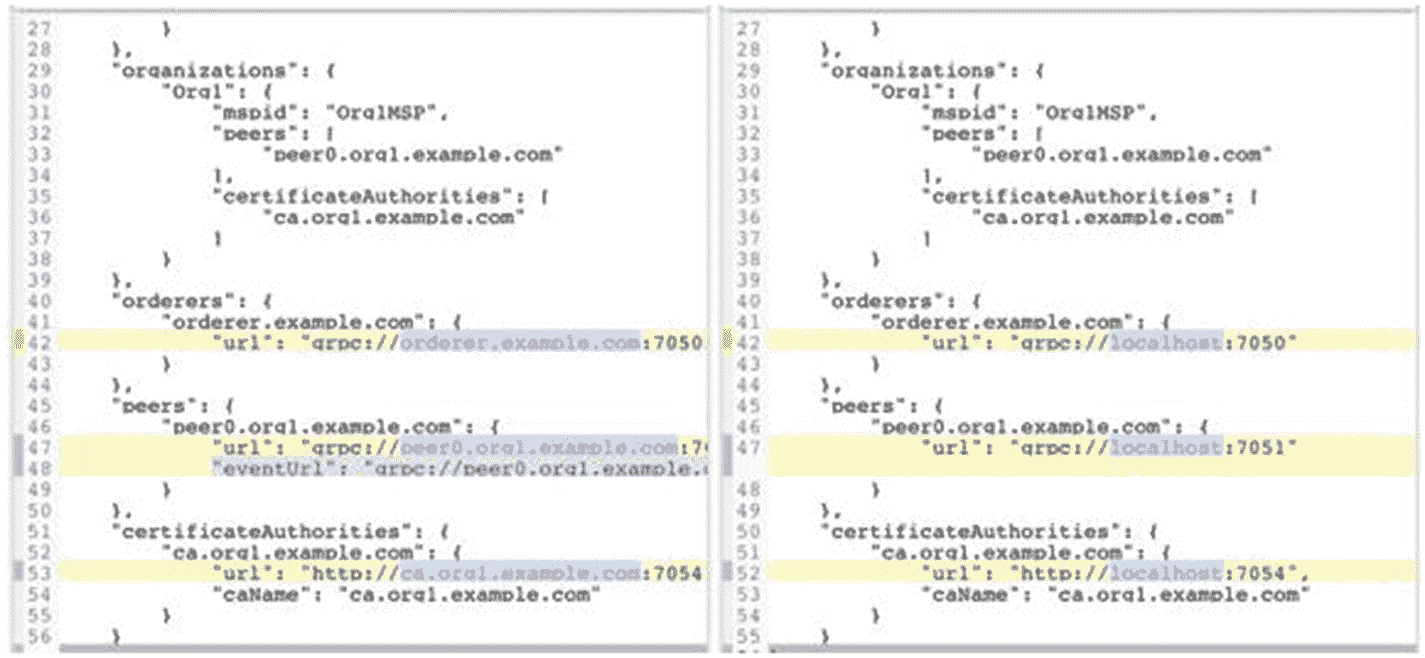 27 }
28 },
29 "organizations": {
30 "Org1": {
31 "mspid": "Org1MSP",
32 "peers": [
33 "peer0.org1.example.com"
34 ],
35 "certificateAuthorities": [
36 "ca.org1.example.com"
37 ]
38 }
39 },
40 "orderers": {
41 "orderer.example.com": {
42 "url": "grpc://orderer.example.com:7050
43 }
44 },
45 "peers": {
46 "peer0.org1.example.com": {
47 "url": "grpc://peer0.org1.example.com:7
48 "eventUrl": "grpc://peer0.org1.example.
49 }
50 },
51 "certificateAuthorities": {
52 "ca.org1.example.com": {
53 "url": "http://ca.org1.example.com:7054
54 "caName": "ca.org1.example.com"
55 }
56 }
27 }
28 },
29 "organizations": {
30 "Org1": {
31 "mspid": "Org1MSP",
32 "peers": [
33 "peer0.org1.example.com"
34 ],
35 "certificateAuthorities": [
36 "ca.org1.example.com"
37 ]
38 }
39 },
40 "orderers": {
41 "orderer.example.com": {
42 "url": "grpc://localhost:7050"
43 }
44 },
45 "peers": {
46 "peer0.org1.example.com": {
47 "url": "grpc://localhost:7051"
48 }
49 },
50 "certificateAuthorities": {
51 "ca.org1.example.com": {
52 "url": "http://localhost:7054",
53 "caName": "ca.org1.example.com"
54 }
55 }